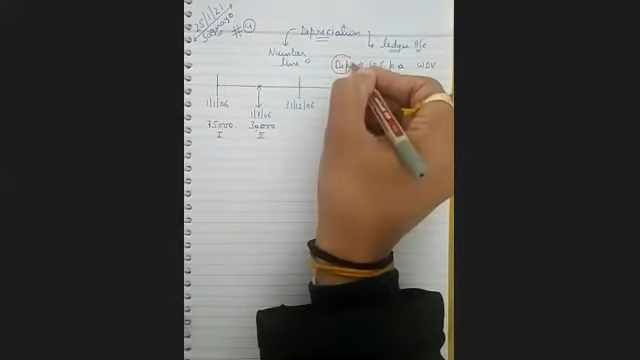 25/1/21
#4
Depreciation
Number line
ledger A/c
10% p.a WDV
1/1/06
1/7/06
31/12/06
75000
30000
I
II